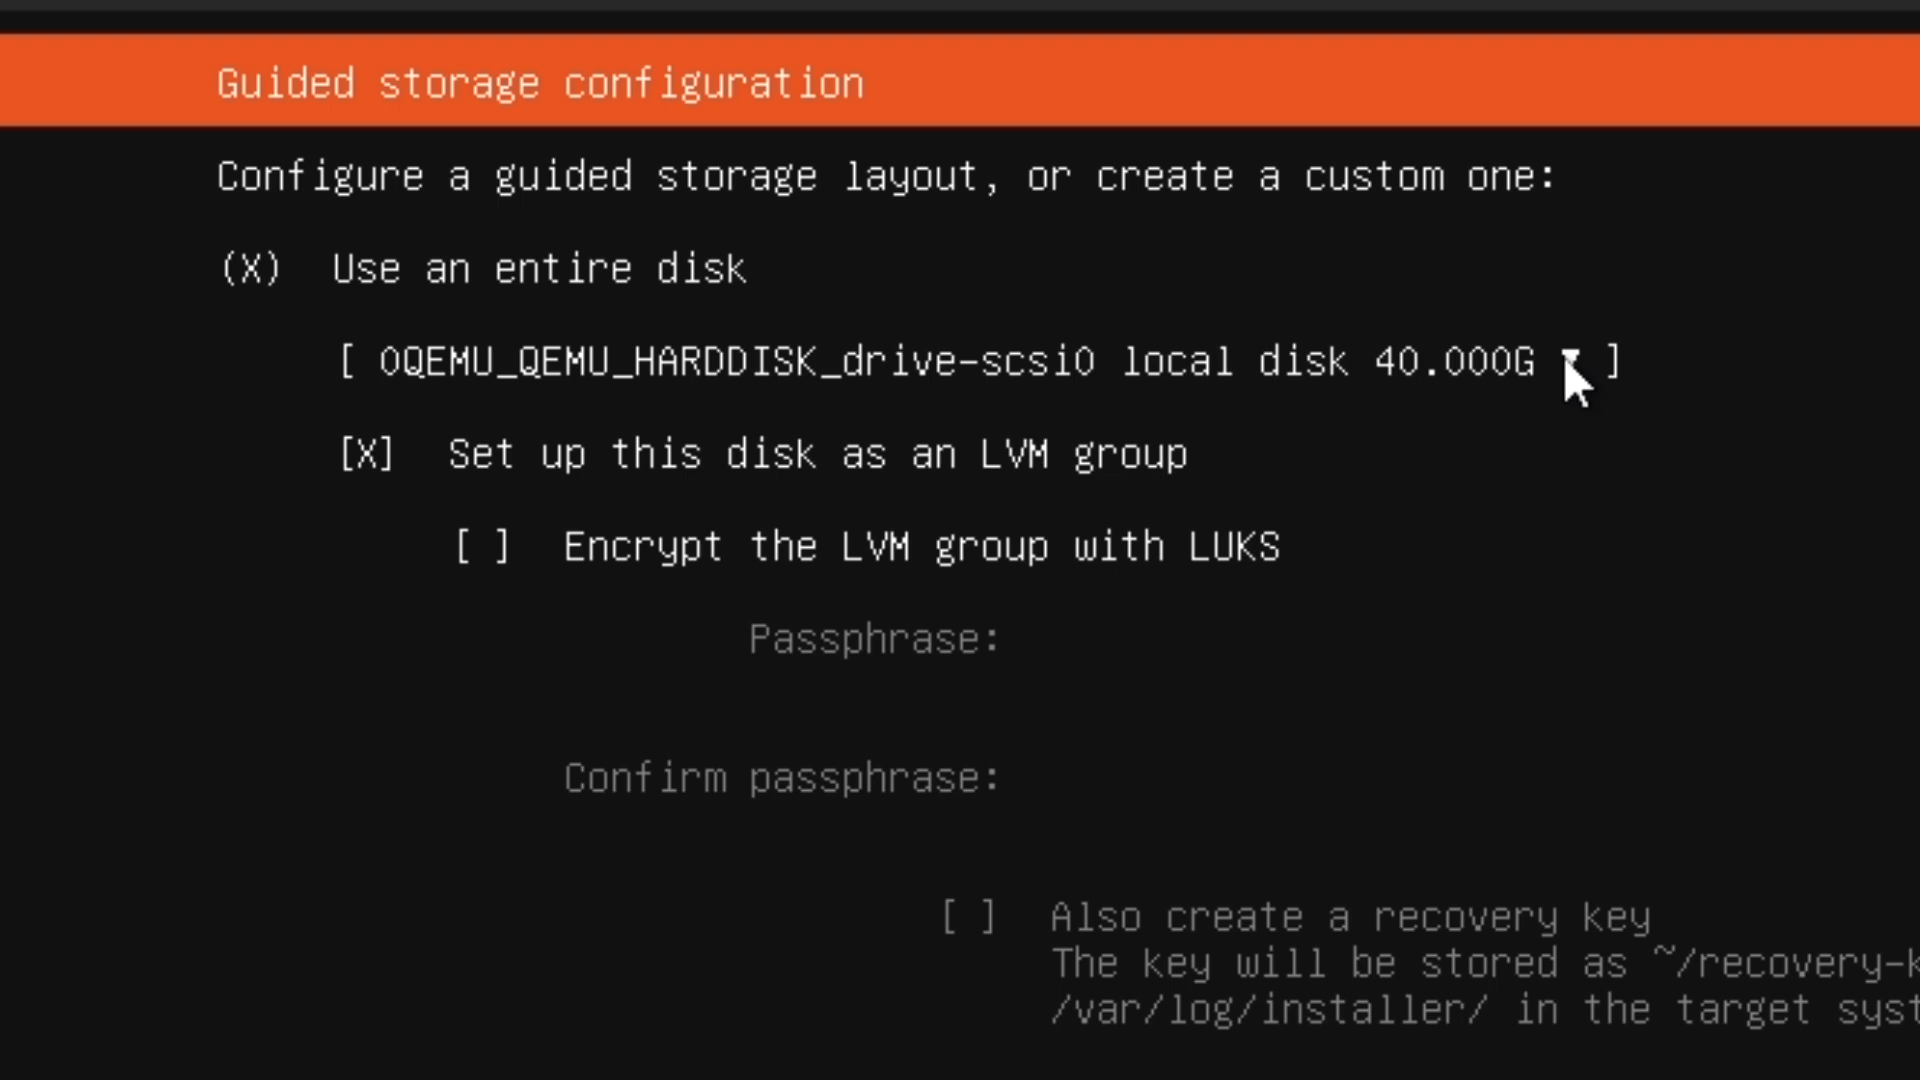 Guided storage configuration
Configure a guided storage layout, or create a custom one:
(X) Use an entire disk
[ 0QEMU_QEMU_HARDDISK_drive-scsi0 local disk 40.000G ▾ ]
[X] Set up this disk as an LVM group
[ ] Encrypt the LVM group with LUKS
Passphrase:
Confirm passphrase:
[ ] Also create a recovery key
The key will be stored as ~/recovery-k
/var/log/installer/ in the target syst